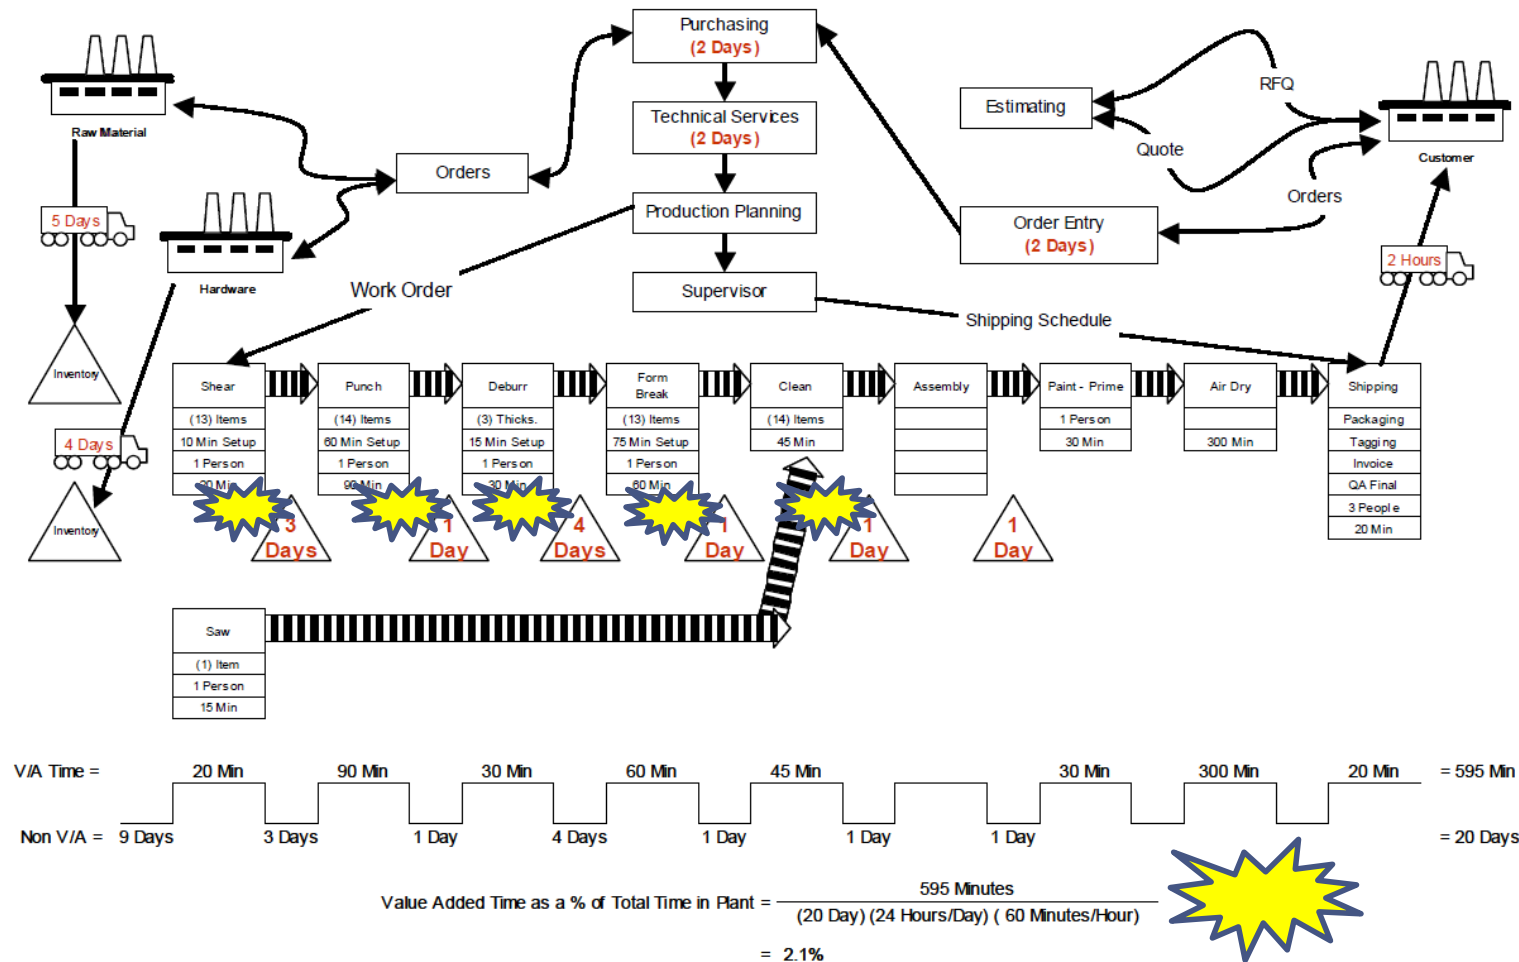 Purchasing
(2 Days)
Technical Services
(2 Days)
Production Planning
Supervisor
Orders
Raw Material
5 Days
Hardware
4 Days
Inventory
Inventory
Work Order
Estimating
RFQ
Quote
Customer
Orders
Order Entry
(2 Days)
2 Hours
Shipping Schedule
Shear
(13) Items
10 Min Setup
1 Person
20 Min
Punch
(14) Items
60 Min Setup
1 Person
90 Min
Deburr
(3) Thicks.
15 Min Setup
1 Person
30 Min
Form
Break
(13) Items
75 Min Setup
1 Person
60 Min
Clean
(14) Items
45 Min
Assembly
Paint - Prime
1 Person
30 Min
Air Dry
300 Min
Shipping
Packaging
Tagging
Invoice
QA Final
3 People
20 Min
3
Days
1
Day
4
Days
1
Day
1
Day
1
Day
Saw
(1) Item
1 Person
15 Min
V/A Time = 20 Min 90 Min 30 Min 60 Min 45 Min 30 Min 300 Min 20 Min = 595 Min
Non V/A = 9 Days 3 Days 1 Day 4 Days 1 Day 1 Day 1 Day = 20 Days
Value Added Time as a % of Total Time in Plant = 595 Minutes
(20 Day) (24 Hours/Day) ( 60 Minutes/Hour)
= 2.1%